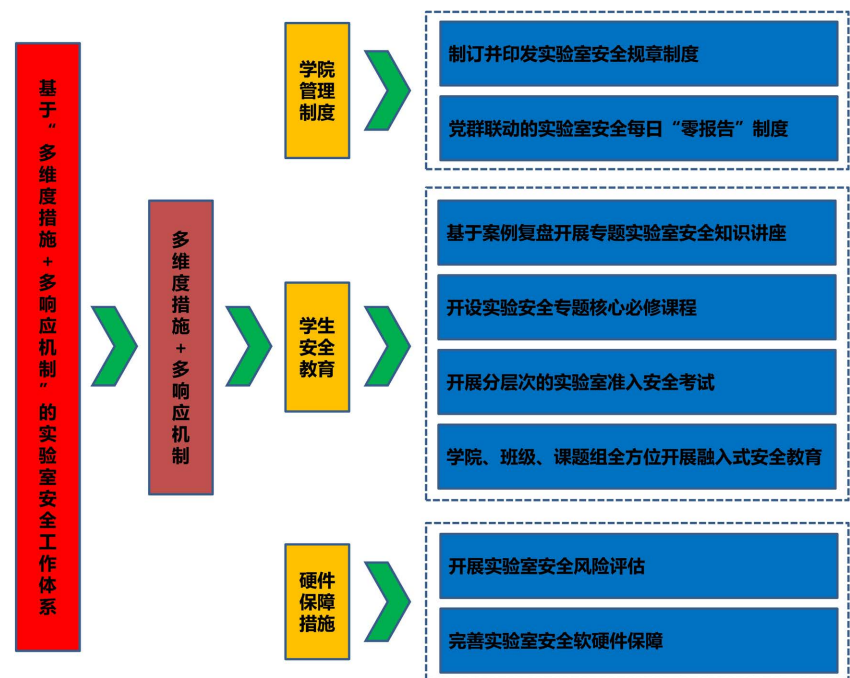 基于“多维度措施+多响应机制”的实验室安全工作体系
多维度措施+多响应机制
学院
管理
制度
制订并印发实验室安全规章制度
党群联动的实验室安全每日“零报告”制度
学生
安全
教育
基于案例复盘开展专题实验室安全知识讲座
开设实验安全专题核心必修课程
开展分层次的实验室准入安全考试
学院、班级、课题组全方位开展融入式安全教育
硬件
保障
措施
开展实验室安全风险评估
完善实验室安全软硬件保障